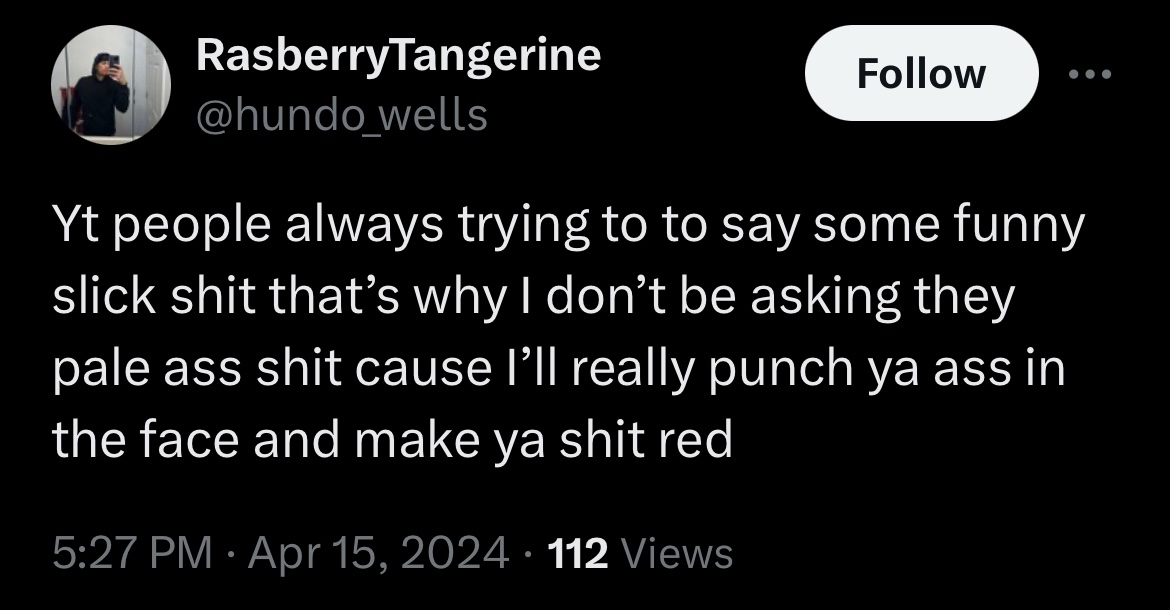 RasberryTangerine
Follow
@hundo_wells
Yt people always trying to to say some funny
slick shit that’s why I don’t be asking they
pale ass shit cause I’ll really punch ya ass in
the face and make ya shit red
5:27 PM · Apr 15, 2024 · 112 Views